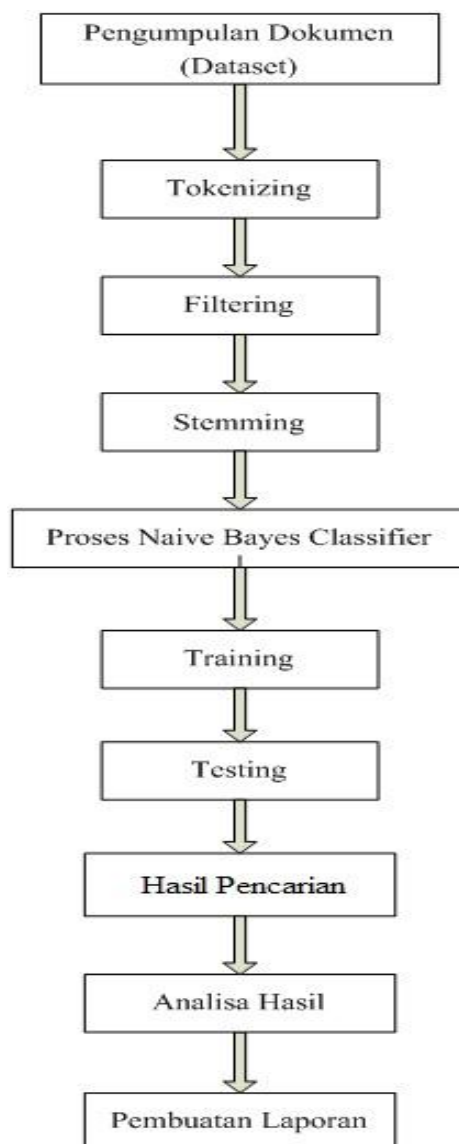 Pengumpulan Dokumen
(Dataset)
Tokenizing
Filtering
Stemming
Proses Naive Bayes Classifier
Training
Testing
Hasil Pencarian
Analisa Hasil
Pembuatan Laporan